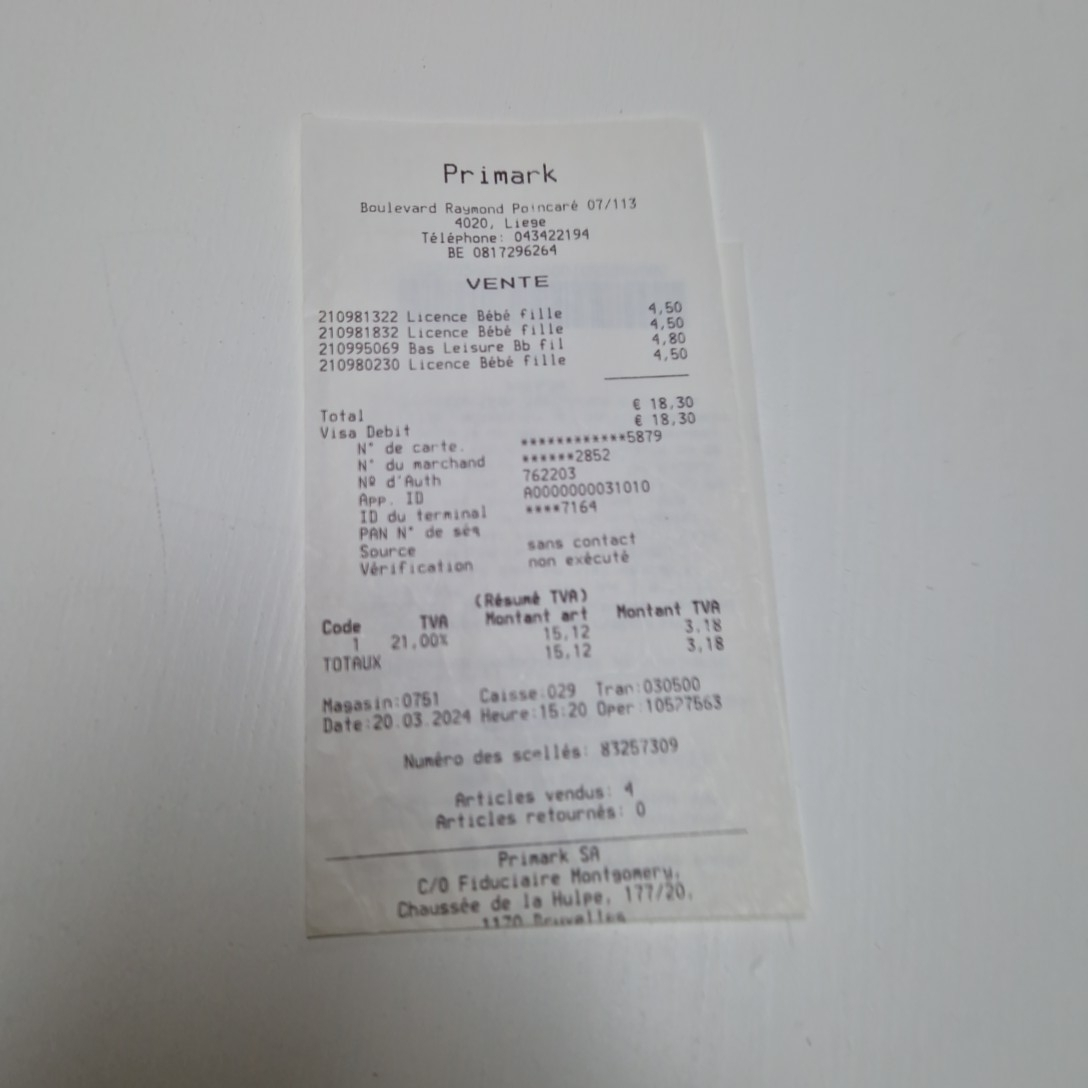 Primark
Boulevard Raymond Poincaré 07/113
4020, Liege
Téléphone: 043422194
BE 0817296264
VENTE
210981322 Licence Bébé fille 4,50
210981832 Licence Bébé fille 4,50
210995069 Bas Leisure Bb fil 4,80
210980230 Licence Bébé fille 4,50
Total € 18,30
Visa Debit € 18,30
N° de carte. ************5879
N° du marchand ******2852
Nº d'Auth 762203
App. ID A0000000031010
ID du terminal ****7164
PAN N° de séq
Source sans contact
Vérification non exécuté
(Résumé TVA)
Code TVA Montant art Montant TVA
1 21,00% 15,12 3,18
TOTAUX 15,12 3,18
Magasin:0751 Caisse:029 Tran:030500
Date:20.03.2024 Heure:15:20 Oper:10527563
Numéro des scellés: 83257309
Articles vendus: 4
Articles retournés: 0
Primark SA
C/O Fiduciaire Montgomery,
Chaussée de la Hulpe, 177/20,
1170 Bruxelles